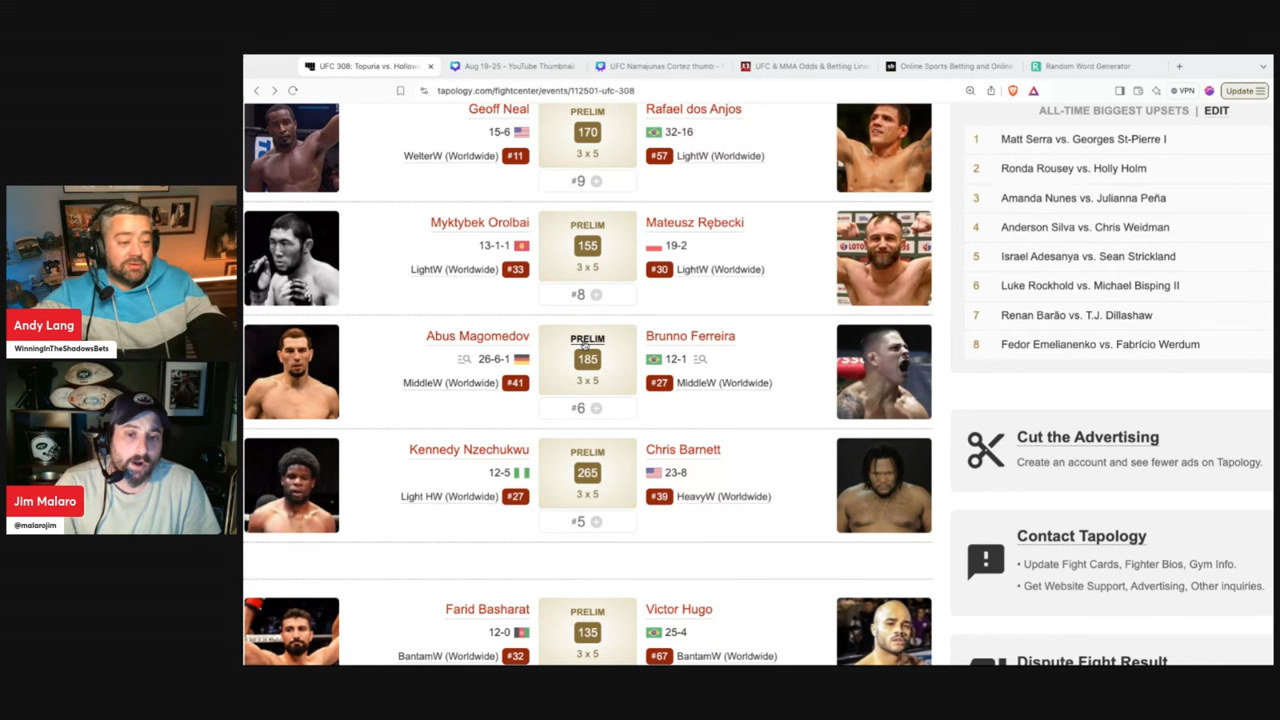 UFC 308: Topuria vs. Hollow
Aug 19-25 - YouTube Thumbnail
UFC Namajunas Cortez thumb -
UFC & MMA Odds & Betting Line
Online Sports Betting and Online
Random Word Generator
tapology.com/fightcenter/events/112501-ufc-308
VPN
Update
Geoff Neal
PRELIM
Rafael dos Anjos
15-6
170
32-16
WelterW (Worldwide) #11
3 x 5
#57 LightW (Worldwide)
#9
Myktybek Orolbai
PRELIM
Mateusz Rębecki
13-1-1
155
19-2
LightW (Worldwide) #33
3 x 5
#30 LightW (Worldwide)
#8
Abus Magomedov
PRELIM
Brunno Ferreira
26-6-1
185
12-1
MiddleW (Worldwide) #41
3 x 5
#27 MiddleW (Worldwide)
#6
Kennedy Nzechukwu
PRELIM
Chris Barnett
12-5
265
23-8
Light HW (Worldwide) #27
3 x 5
#39 HeavyW (Worldwide)
#5
Farid Basharat
PRELIM
Victor Hugo
12-0
135
25-4
BantamW (Worldwide) #32
3 x 5
#67 BantamW (Worldwide)
ALL-TIME BIGGEST UPSETS | EDIT
1 Matt Serra vs. Georges St-Pierre I
2 Ronda Rousey vs. Holly Holm
3 Amanda Nunes vs. Julianna Peña
4 Anderson Silva vs. Chris Weidman
5 Israel Adesanya vs. Sean Strickland
6 Luke Rockhold vs. Michael Bisping II
7 Renan Barão vs. T.J. Dillashaw
8 Fedor Emelianenko vs. Fabrício Werdum
Cut the Advertising
Create an account and see fewer ads on Tapology.
Contact Tapology
• Update Fight Cards, Fighter Bios, Gym Info.
• Get Website Support, Advertising, Other inquiries.
Dispute Fight Result
Andy Lang
WinningInTheShadowsBets
Jim Malaro
@malarojim